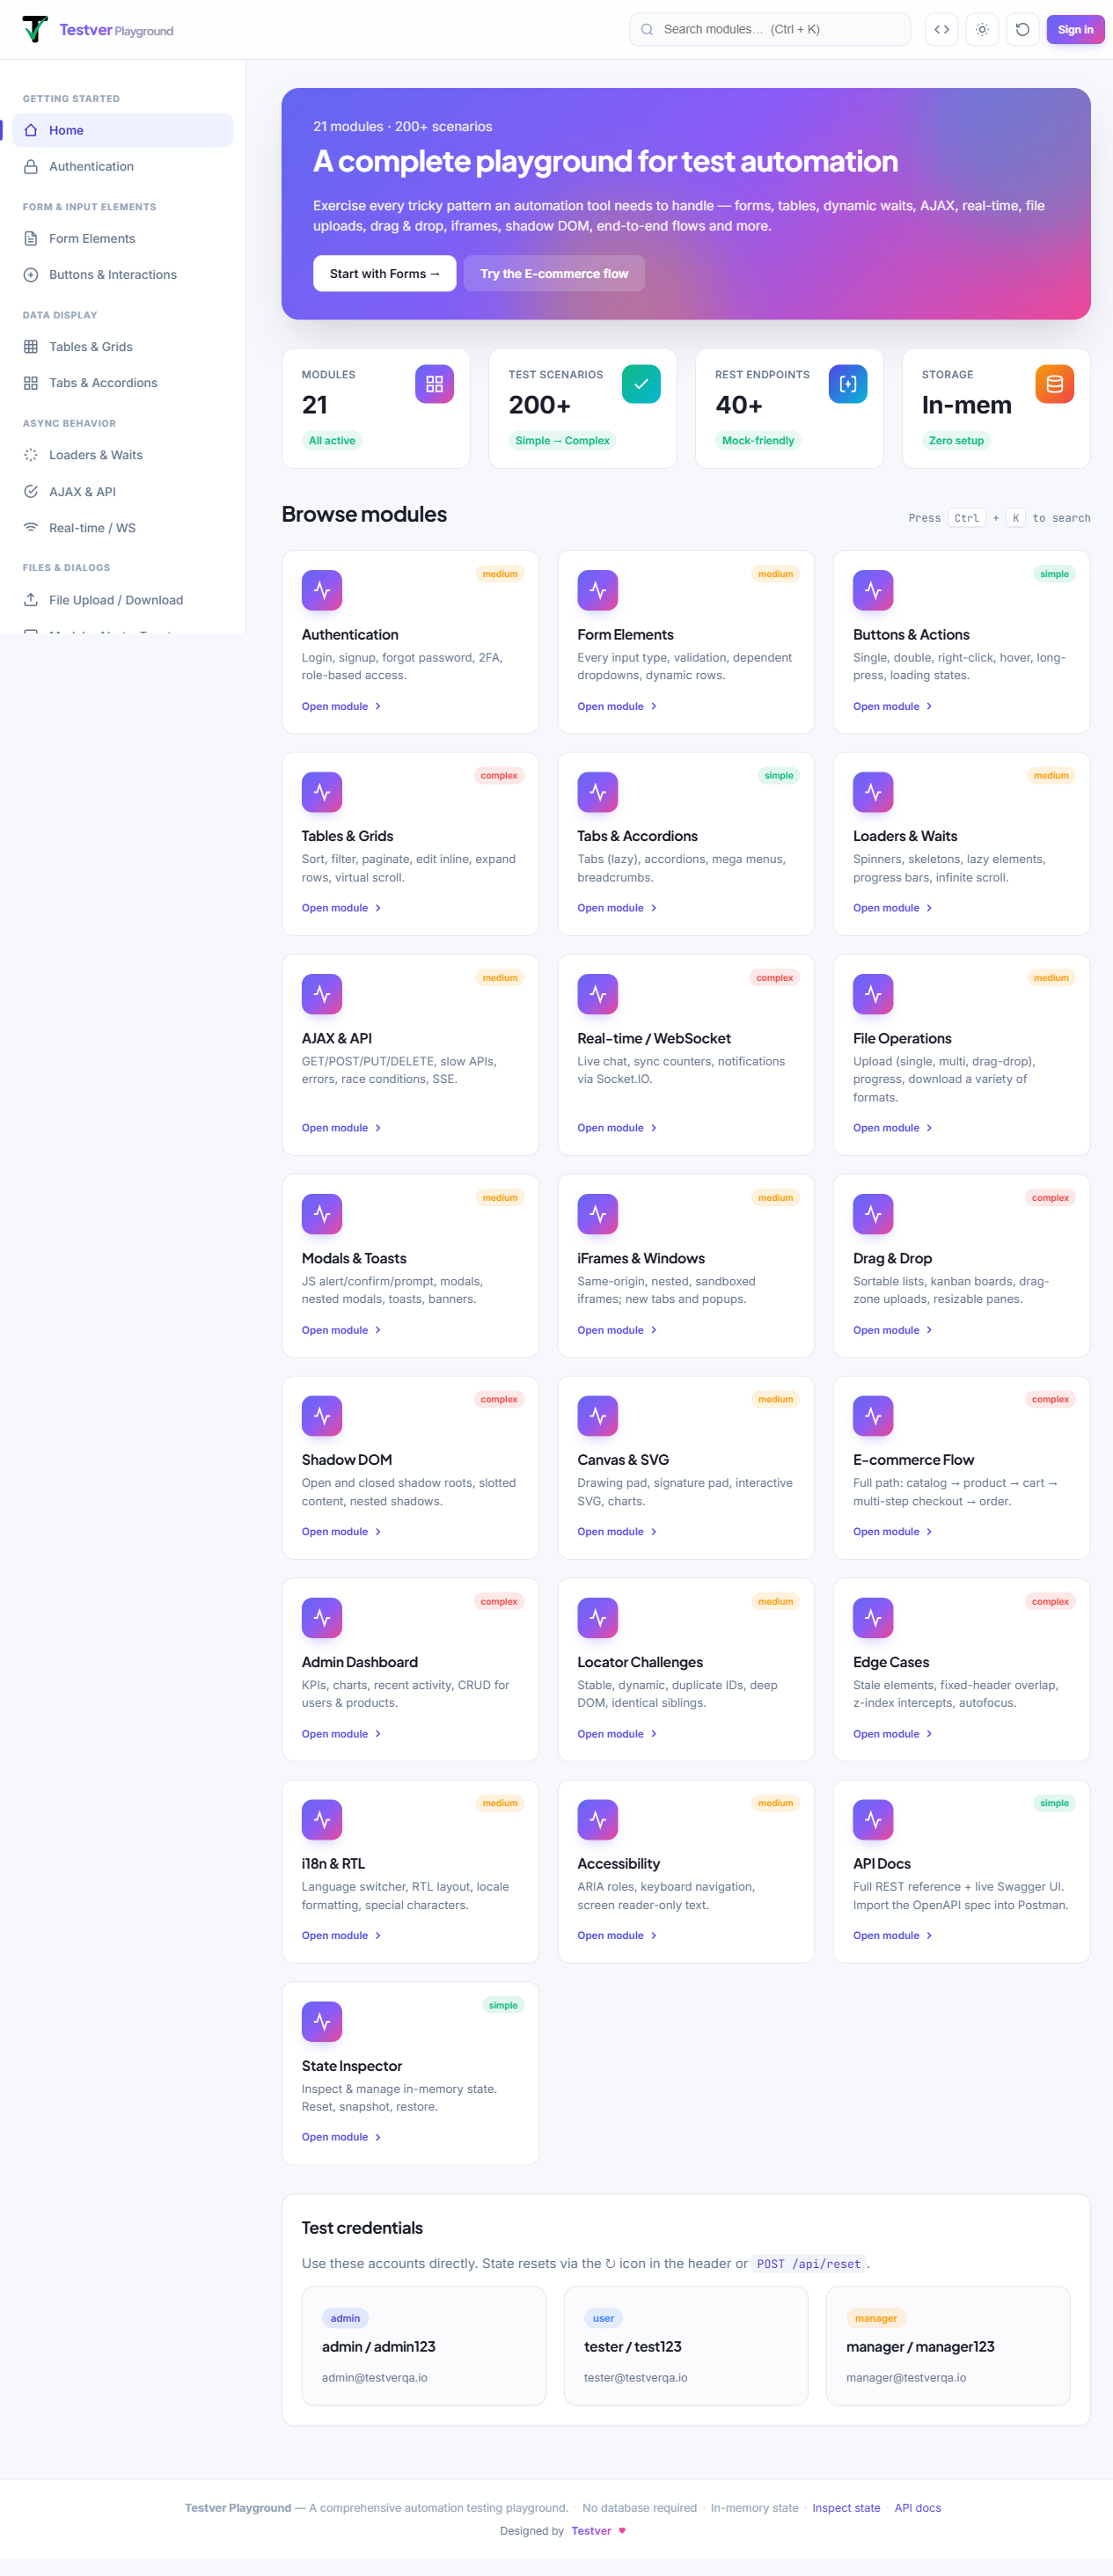 Testver Playground
Search modules... (Ctrl + K)
Sign in
GETTING STARTED
Home
Authentication
FORM & INPUT ELEMENTS
Form Elements
Buttons & Interactions
DATA DISPLAY
Tables & Grids
Tabs & Accordions
ASYNC BEHAVIOR
Loaders & Waits
AJAX & API
Real-time / WS
FILES & DIALOGS
File Upload / Download
21 modules · 200+ scenarios
A complete playground for test automation
Exercise every tricky pattern an automation tool needs to handle — forms, tables, dynamic waits, AJAX, real-time, file
uploads, drag & drop, iframes, shadow DOM, end-to-end flows and more.
Start with Forms →
Try the E-commerce flow
MODULES
21
All active
TEST SCENARIOS
200+
Simple → Complex
REST ENDPOINTS
40+
Mock-friendly
STORAGE
In-mem
Zero setup
Browse modules
Press Ctrl + K to search
medium
Authentication
Login, signup, forgot password, 2FA,
role-based access.
Open module
medium
Form Elements
Every input type, validation, dependent
dropdowns, dynamic rows.
Open module
simple
Buttons & Actions
Single, double, right-click, hover, long-
press, loading states.
Open module
complex
Tables & Grids
Sort, filter, paginate, edit inline, expand
rows, virtual scroll.
Open module
simple
Tabs & Accordions
Tabs (lazy), accordions, mega menus,
breadcrumbs.
Open module
medium
Loaders & Waits
Spinners, skeletons, lazy elements,
progress bars, infinite scroll.
Open module
medium
AJAX & API
GET/POST/PUT/DELETE, slow APIs,
errors, race conditions, SSE.
Open module
complex
Real-time / WebSocket
Live chat, sync counters, notifications
via Socket.IO.
Open module
medium
File Operations
Upload (single, multi, drag-drop),
progress, download a variety of
formats.
Open module
medium
Modals & Toasts
JS alert/confirm/prompt, modals,
nested modals, toasts, banners.
Open module
medium
iFrames & Windows
Same-origin, nested, sandboxed
iframes; new tabs and popups.
Open module
complex
Drag & Drop
Sortable lists, kanban boards, drag-
zone uploads, resizable panes.
Open module
complex
Shadow DOM
Open and closed shadow roots, slotted
content, nested shadows.
Open module
medium
Canvas & SVG
Drawing pad, signature pad, interactive
SVG, charts.
Open module
complex
E-commerce Flow
Full path: catalog → product → cart →
multi-step checkout → order.
Open module
complex
Admin Dashboard
KPIs, charts, recent activity, CRUD for
users & products.
Open module
medium
Locator Challenges
Stable, dynamic, duplicate IDs, deep
DOM, identical siblings.
Open module
complex
Edge Cases
Stale elements, fixed-header overlap,
z-index intercepts, autofocus.
Open module
medium
i18n & RTL
Language switcher, RTL layout, locale
formatting, special characters.
Open module
medium
Accessibility
ARIA roles, keyboard navigation,
screen reader-only text.
Open module
simple
API Docs
Full REST reference + live Swagger UI.
Import the OpenAPI spec into Postman.
Open module
simple
State Inspector
Inspect & manage in-memory state.
Reset, snapshot, restore.
Open module
Test credentials
Use these accounts directly. State resets via the ↻ icon in the header or POST /api/reset.
admin
admin / admin123
admin@testverqa.io
user
tester / test123
tester@testverqa.io
manager
manager / manager123
manager@testverqa.io
Testver Playground — A comprehensive automation testing playground. · No database required · In-memory state · Inspect state · API docs
Designed by Testver ♥